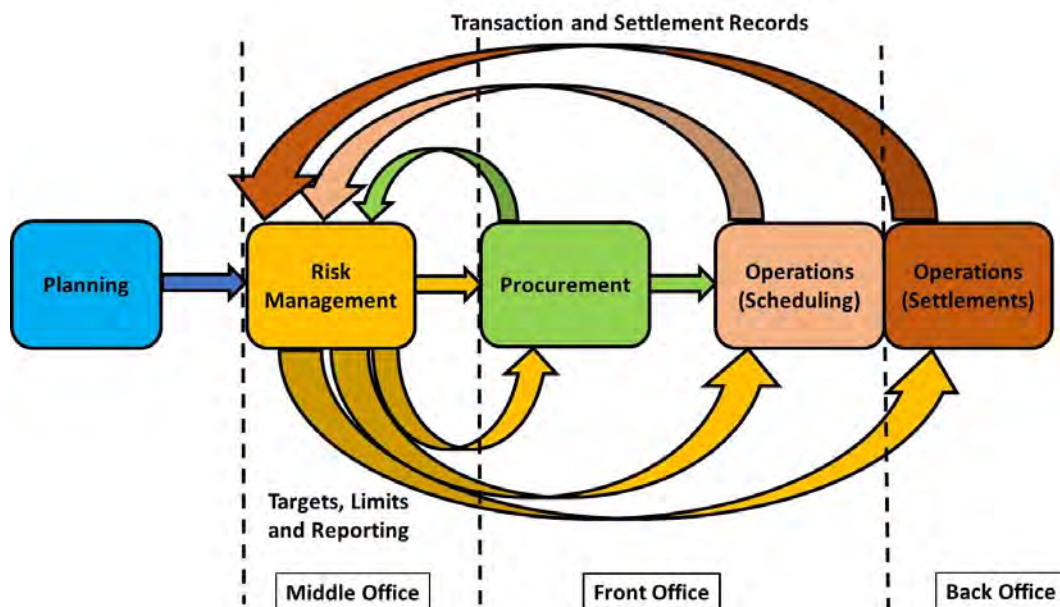 Transaction and Settlement Records
Planning
Risk
Management
Procurement
Operations
(Scheduling)
Operations
(Settlements)
Targets, Limits
and Reporting
Middle Office
Front Office
Back Office